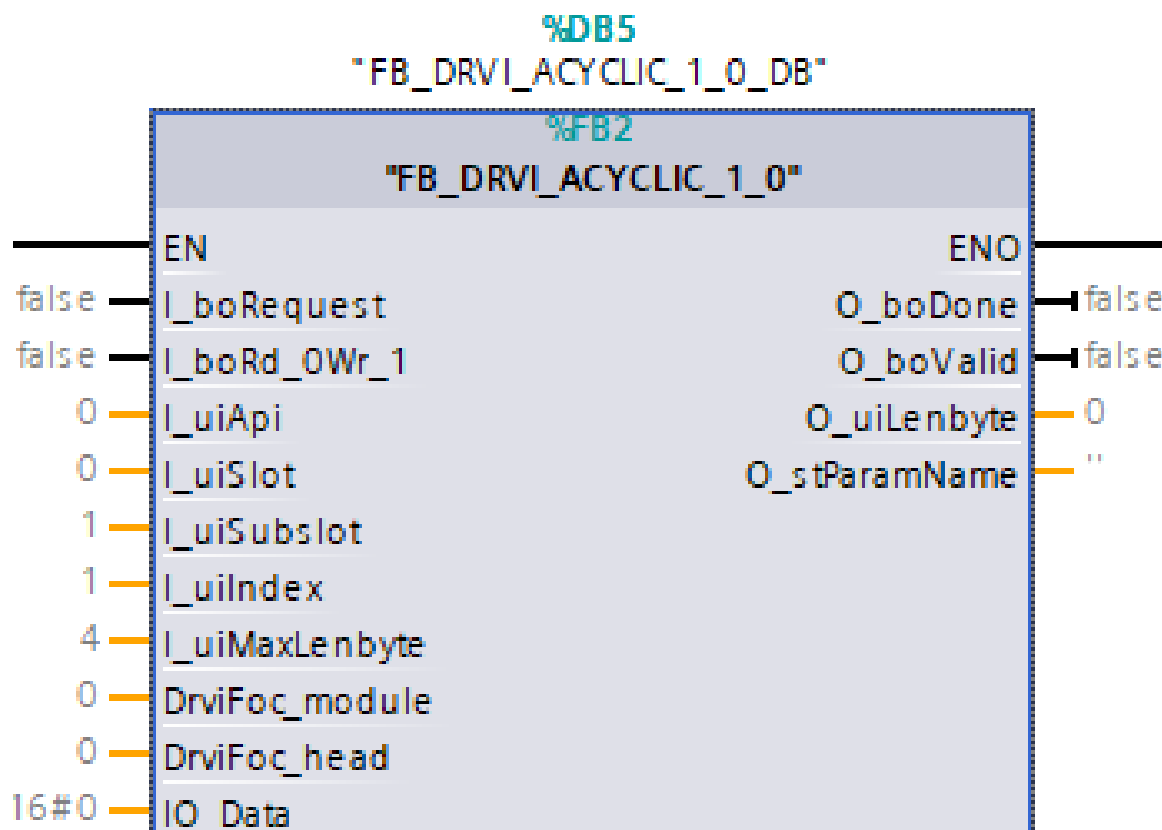 %DB5
"FB_DRVI_ACYCLIC_1_0_DB"
%FB2
"FB_DRVI_ACYCLIC_1_0"
EN ENO
false I_boRequest O_boDone false
false I_boRd_0Wr_1 O_boValid false
0 I_uiApi O_uiLenbyte 0
0 I_uiSlot O_stParamName ''
1 I_uiSubslot
1 I_uiIndex
4 I_uiMaxLenbyte
0 DrviFoc_module
0 DrviFoc_head
16#0 IO_Data